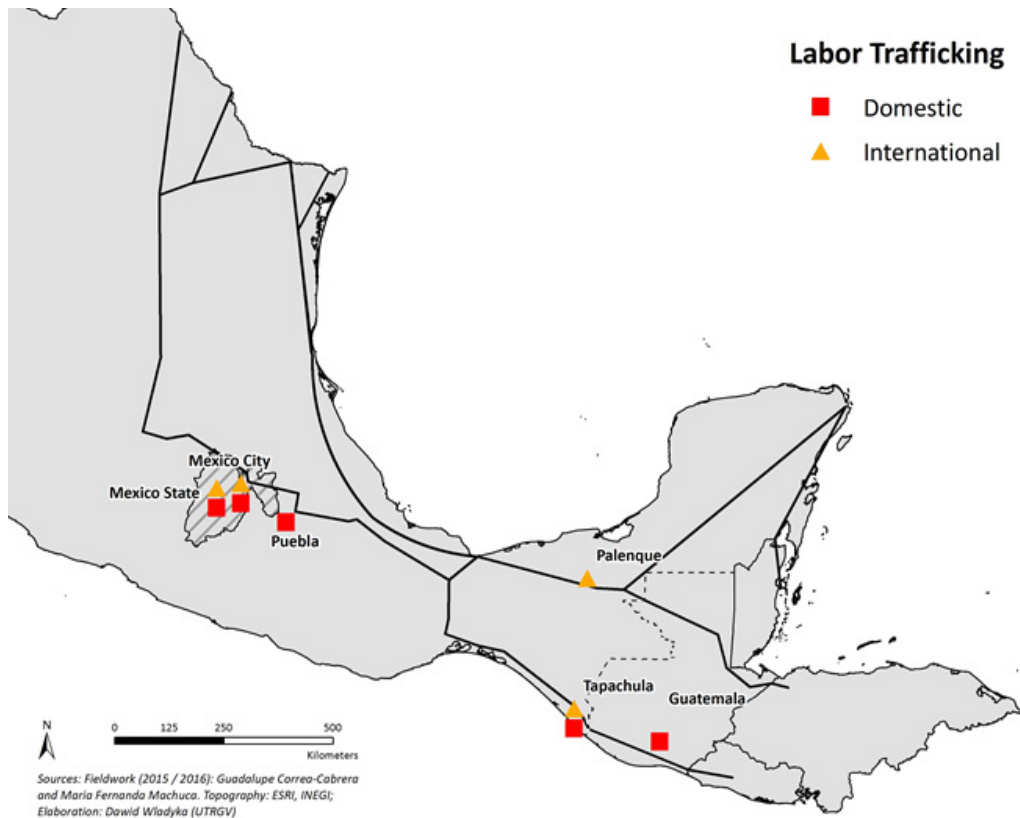 Labor Trafficking
Domestic
International
Mexico City
Mexico State
Puebla
Palenque
Tapachula
Guatemala
N
0 125 250 500
Kilometers
Sources: Fieldwork (2015 / 2016): Guadalupe Correa-Cabrera
and Maria Fernanda Machuca. Topography: ESRI, INEGI;
Elaboration: Dawid Wladyka (UTRGV)